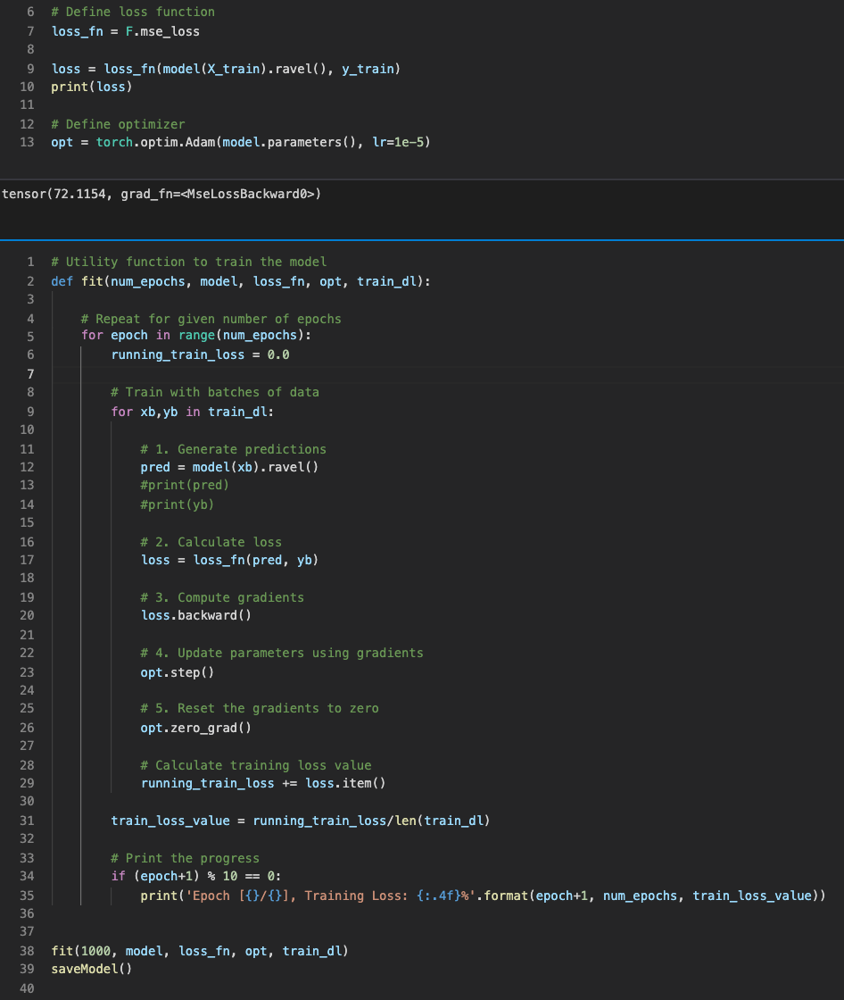 6 # Define loss function
7 loss_fn = F.mse_loss
8
9 loss = loss_fn(model(X_train).ravel(), y_train)
10 print(loss)
11
12 # Define optimizer
13 opt = torch.optim.Adam(model.parameters(), lr=1e-5)
tensor(72.1154, grad_fn=<MseLossBackward0>)
1 # Utility function to train the model
2 def fit(num_epochs, model, loss_fn, opt, train_dl):
3
4     # Repeat for given number of epochs
5     for epoch in range(num_epochs):
6         running_train_loss = 0.0
7
8         # Train with batches of data
9         for xb,yb in train_dl:
10
11             # 1. Generate predictions
12             pred = model(xb).ravel()
13             #print(pred)
14             #print(yb)
15
16             # 2. Calculate loss
17             loss = loss_fn(pred, yb)
18
19             # 3. Compute gradients
20             loss.backward()
21
22             # 4. Update parameters using gradients
23             opt.step()
24
25             # 5. Reset the gradients to zero
26             opt.zero_grad()
27
28             # Calculate training loss value
29             running_train_loss += loss.item()
30
31         train_loss_value = running_train_loss/len(train_dl)
32
33         # Print the progress
34         if (epoch+1) % 10 == 0:
35             print('Epoch [{}/{}], Training Loss: {:.4f}%'.format(epoch+1, num_epochs, train_loss_value))
36
37
38 fit(1000, model, loss_fn, opt, train_dl)
39 saveModel()
40